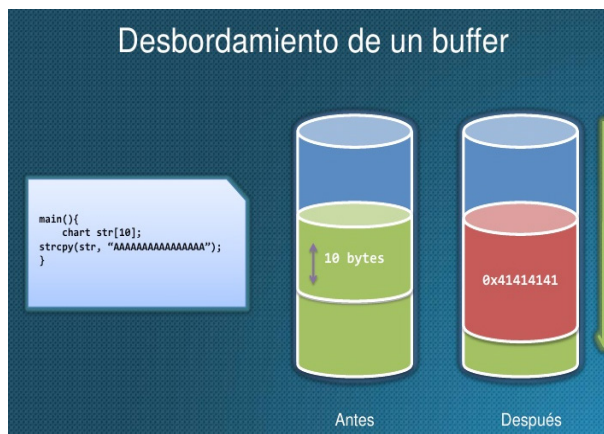 Desbordamiento de un buffer
main(){
chart str[10];
strcpy(str, “AAAAAAAAAAAAAAAA”);
}
10 bytes
0x41414141
Antes
Después